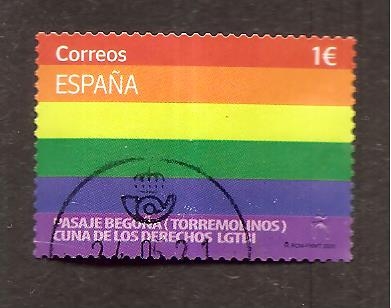 Correos 1€
ESPAÑA
PASAJE BEGOÑA (TORREMOLINOS)
CUNA DE LOS DERECHOS LGTBI